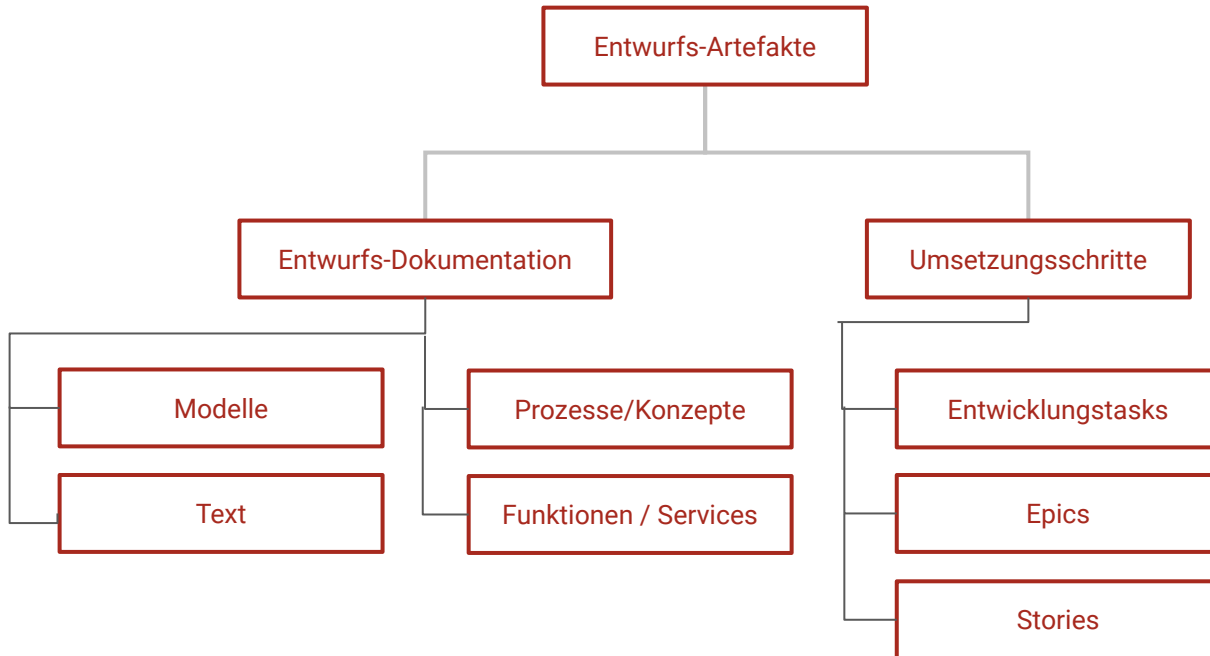 Entwurfs-Artefakte
Entwurfs-Dokumentation
Umsetzungsschritte
Modelle
Prozesse/Konzepte
Entwicklungstasks
Text
Funktionen / Services
Epics
Stories